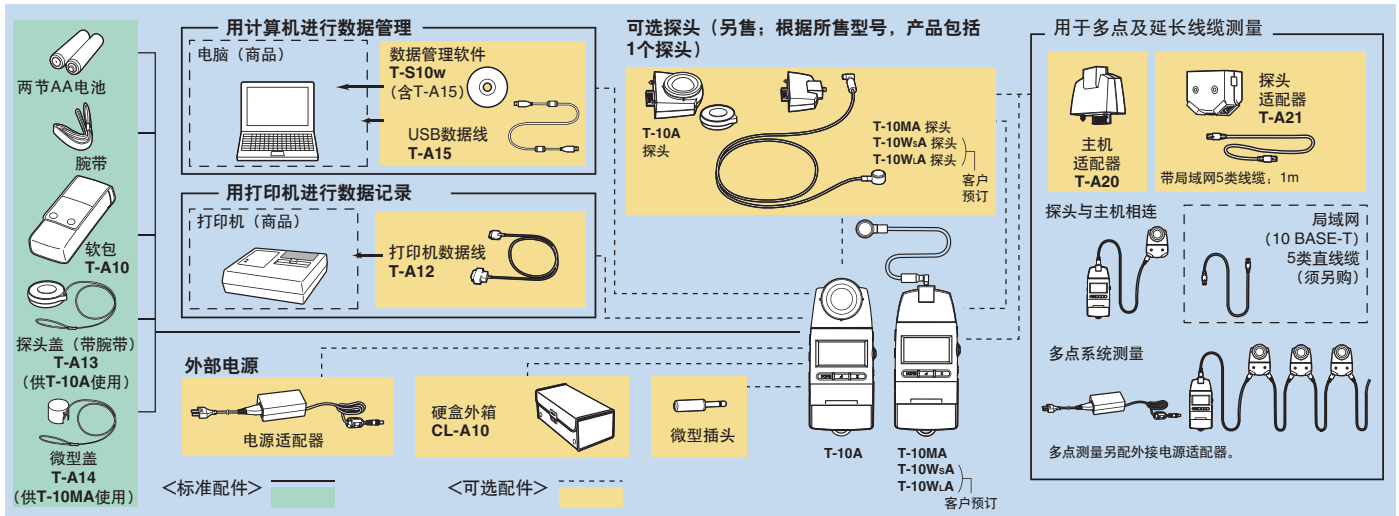 两节AA电池
腕带
软包
T-A10
探头盖（带腕带）
T-A13
（供T-10A使用）
微型盖
T-A14
（供T-10MA使用）
用计算机进行数据管理
电脑（商品）
数据管理软件
T-S10w
（含T-A15）
USB数据线
T-A15
用打印机进行数据记录
打印机（商品）
打印机数据线
T-A12
外部电源
电源适配器
硬盒外箱
CL-A10
微型插头
<标准配件>
<可选配件>
可选探头（另售；根据所售型号，产品包括
1个探头）
T-10A
探头
T-10MA 探头
T-10WsA 探头
T-10WLA 探头
客户
预订
T-10A
T-10MA
T-10WsA
T-10WLA
客户预订
用于多点及延长线缆测量
主机
适配器
T-A20
探头
适配器
T-A21
带局域网5类线缆；1m
探头与主机相连
局域网
（10 BASE-T）
5类直线缆
（须另购）
多点系统测量
多点测量另配外接电源适配器。